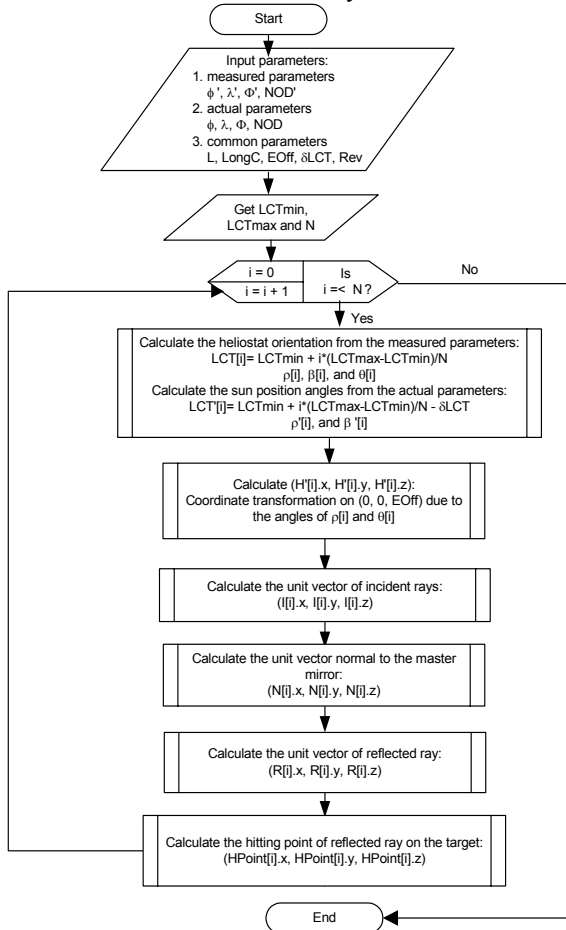 Start
Input parameters:
1. measured parameters
ϕ ', λ', Φ', NOD'
2. actual parameters
ϕ, λ, Φ, NOD
3. common parameters
L, LongC, EOff, δLCT, Rev
Get LCTmin,
LCTmax and N
i = 0
i = i + 1
Is
i =< N ?
No
Yes
Calculate the heliostat orientation from the measured parameters:
LCT[i]= LCTmin + i*(LCTmax-LCTmin)/N
ρ[i], β[i], and θ[i]
Calculate the sun position angles from the actual parameters:
LCT'[i]= LCTmin + i*(LCTmax-LCTmin)/N - δLCT
ρ'[i], and β '[i]
Calculate (H'[i].x, H'[i].y, H'[i].z):
Coordinate transformation on (0, 0, EOff) due to
the angles of ρ[i] and θ[i]
Calculate the unit vector of incident rays:
(I[i].x, I[i].y, I[i].z)
Calculate the unit vector normal to the master
mirror:
(N[i].x, N[i].y, N[i].z)
Calculate the unit vector of reflected ray:
(R[i].x, R[i].y, R[i].z)
Calculate the hitting point of reflected ray on the target:
(HPoint[i].x, HPoint[i].y, HPoint[i].z)
End